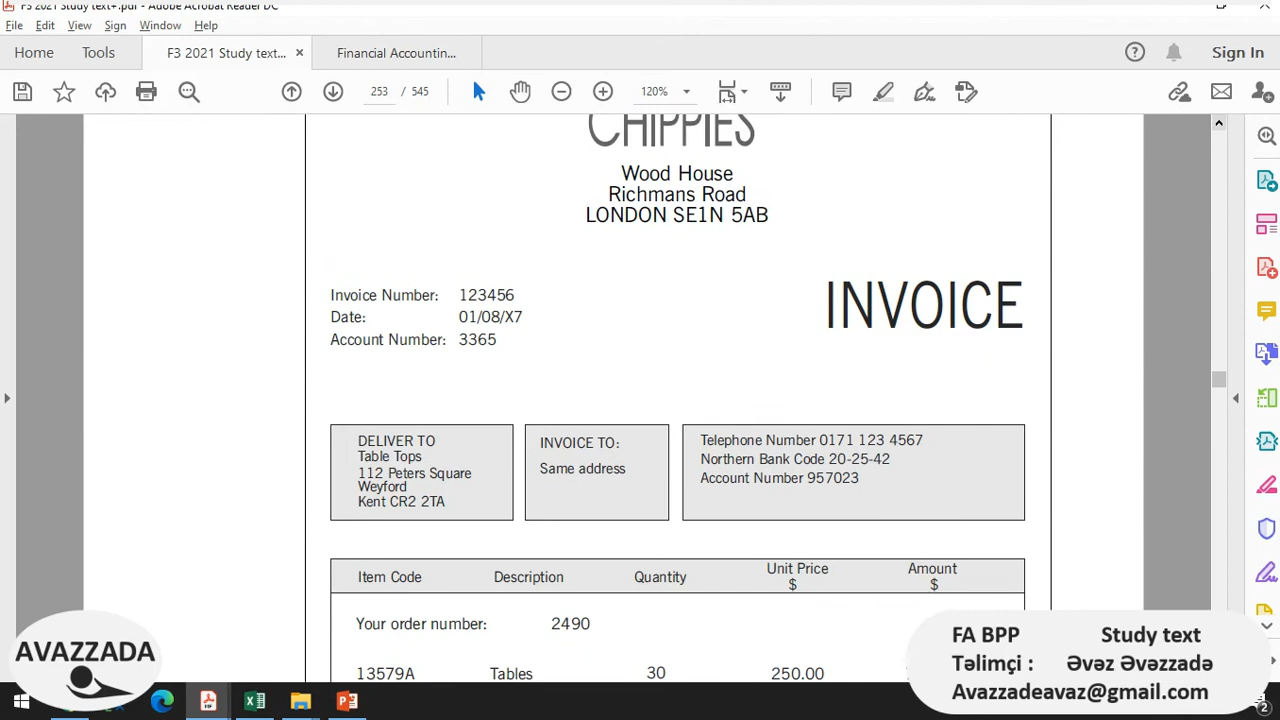 F3 2021 Study text+.pdf - Adobe Acrobat Reader DC
File Edit View Sign Window Help
Home Tools F3 2021 Study text... × Financial Accountin... Sign In
253 / 545 120%
CHIPPIES
Wood House
Richmans Road
LONDON SE1N 5AB
INVOICE
Invoice Number: 123456
Date: 01/08/X7
Account Number: 3365
DELIVER TO
Table Tops
112 Peters Square
Weyford
Kent CR2 2TA
INVOICE TO:
Same address
Telephone Number 0171 123 4567
Northern Bank Code 20-25-42
Account Number 957023
Item Code Description Quantity Unit Price $ Amount $
Your order number: 2490
13579A Tables 30 250.00
AVAZZADA
FA BPP Study text
Təlimçi : Əvəz Əvəzzadə
Avazzadeavaz@gmail.com
2